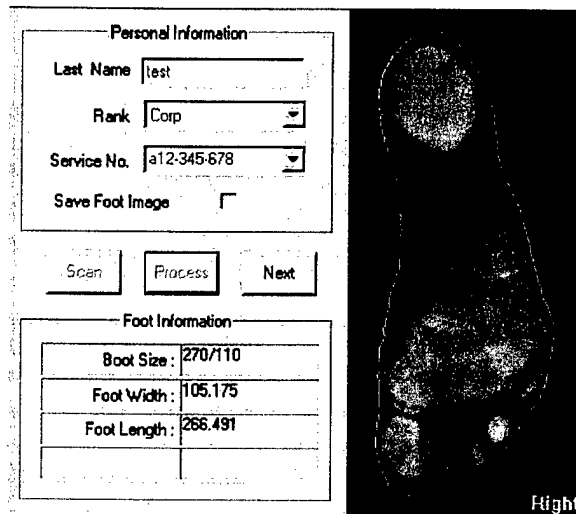 Personal Information
Last Name test
Rank Corp
Service No. a12-345-678
Save Foot Image
Scan Process Next
Foot Information
Boot Size : 270/110
Foot Width : 105.175
Foot Length : 266.491
Right